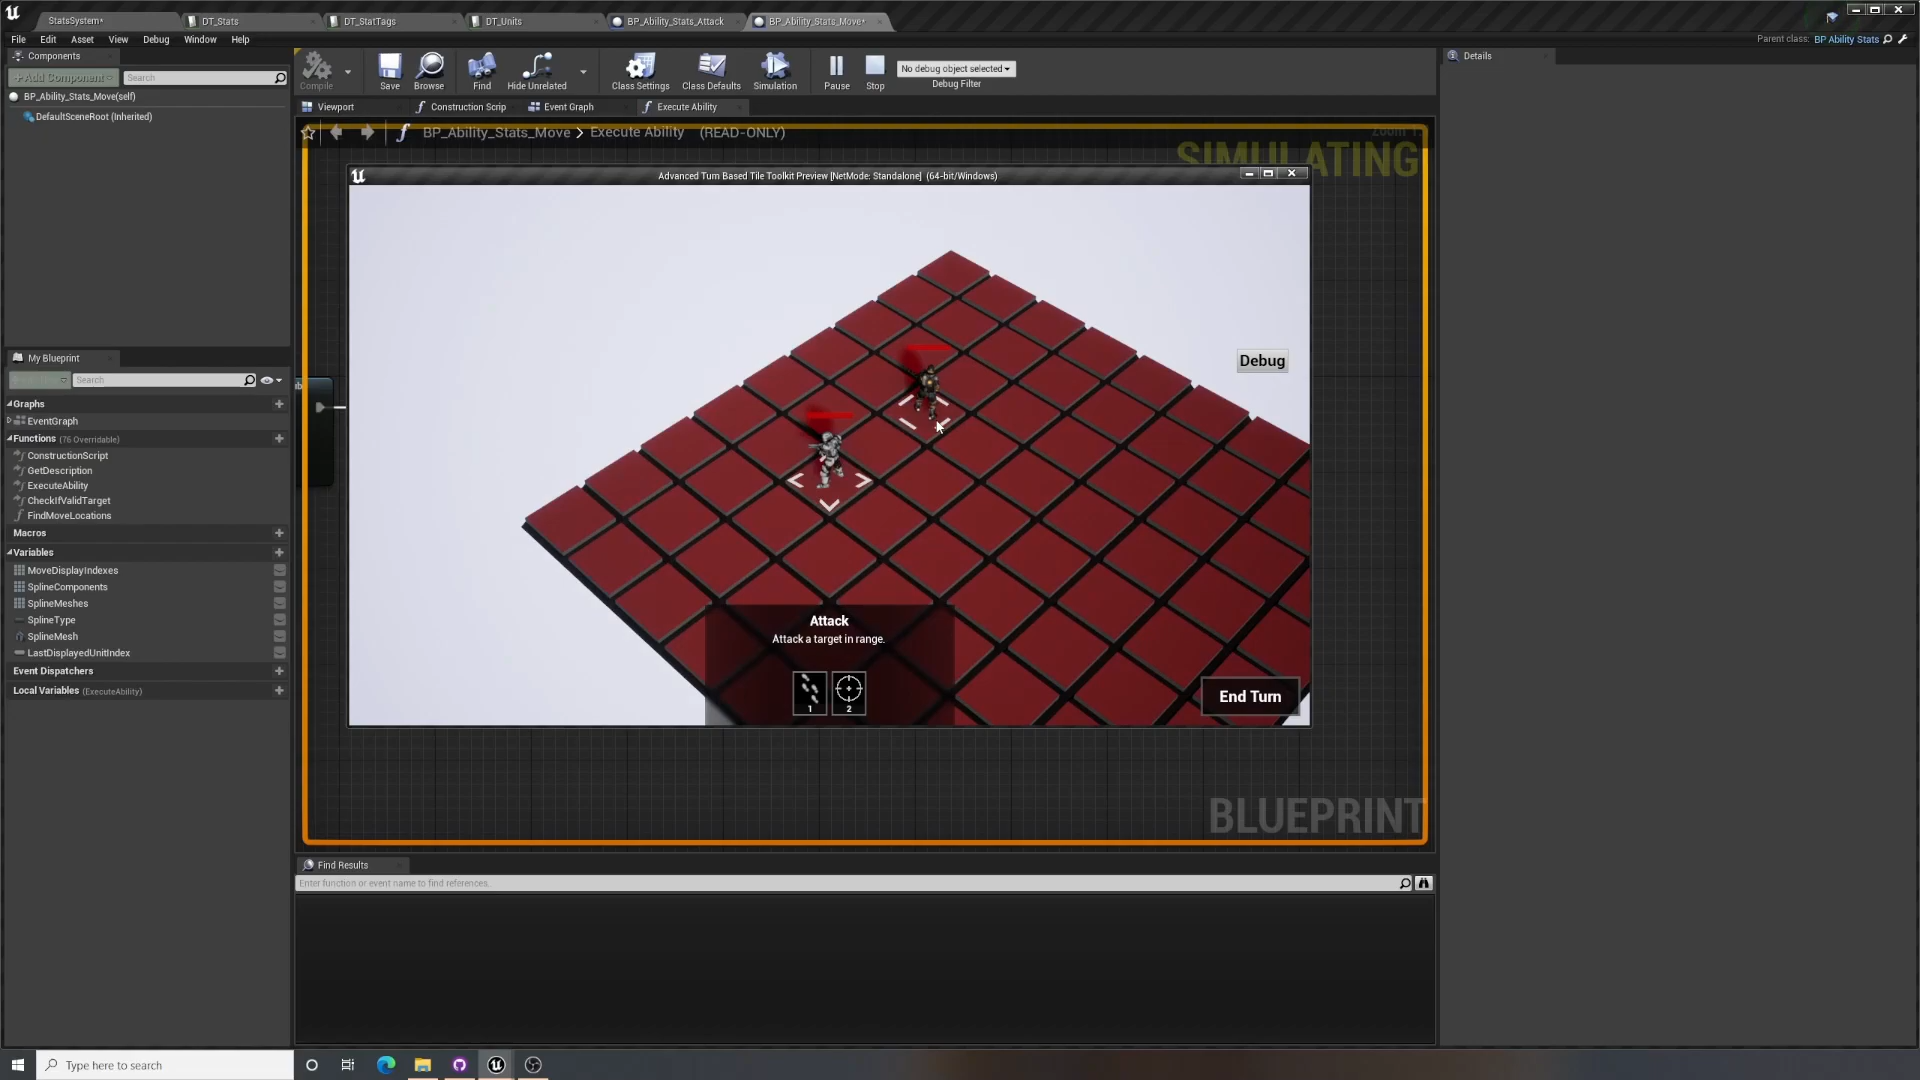 StatsSystem*
DT_Stats
DT_StatTags
DT_Units
BP_Ability_Stats_Attack
BP_Ability_Stats_Move*
File
Edit
Asset
View
Debug
Window
Help
Parent class:
BP Ability Stats
Components
+Add Component
Search
BP_Ability_Stats_Move(self)
DefaultSceneRoot (Inherited)
Compile
Save
Browse
Find
Hide Unrelated
Class Settings
Class Defaults
Simulation
Pause
Stop
No debug object selected
Debug Filter
Details
Viewport
Construction Scrip
Event Graph
Execute Ability
BP_Ability_Stats_Move > Execute Ability (READ-ONLY)
SIMULATING
Advanced Turn Based Tile Toolkit Preview [NetMode: Standalone] (64-bit/Windows)
Debug
Attack
Attack a target in range.
1
2
End Turn
BLUEPRINT
My Blueprint
Search
Graphs
EventGraph
Functions (76 Overridable)
ConstructionScript
GetDescription
ExecuteAbility
CheckIfValidTarget
FindMoveLocations
Macros
Variables
MoveDisplayIndexes
SplineComponents
SplineMeshes
SplineType
SplineMesh
LastDisplayedUnitIndex
Event Dispatchers
Local Variables (ExecuteAbility)
Find Results
Enter function or event name to find references.
Type here to search